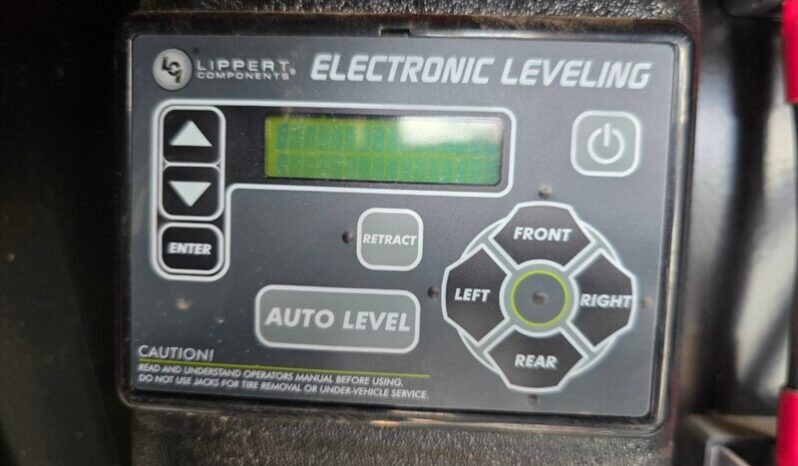 LCI LIPPERT COMPONENTS® ELECTRONIC LEVELING
ENTER
RETRACT
AUTO LEVEL
FRONT
LEFT
RIGHT
REAR
CAUTION!
READ AND UNDERSTAND OPERATORS MANUAL BEFORE USING.
DO NOT USE JACKS FOR TIRE REMOVAL OR UNDER-VEHICLE SERVICE.